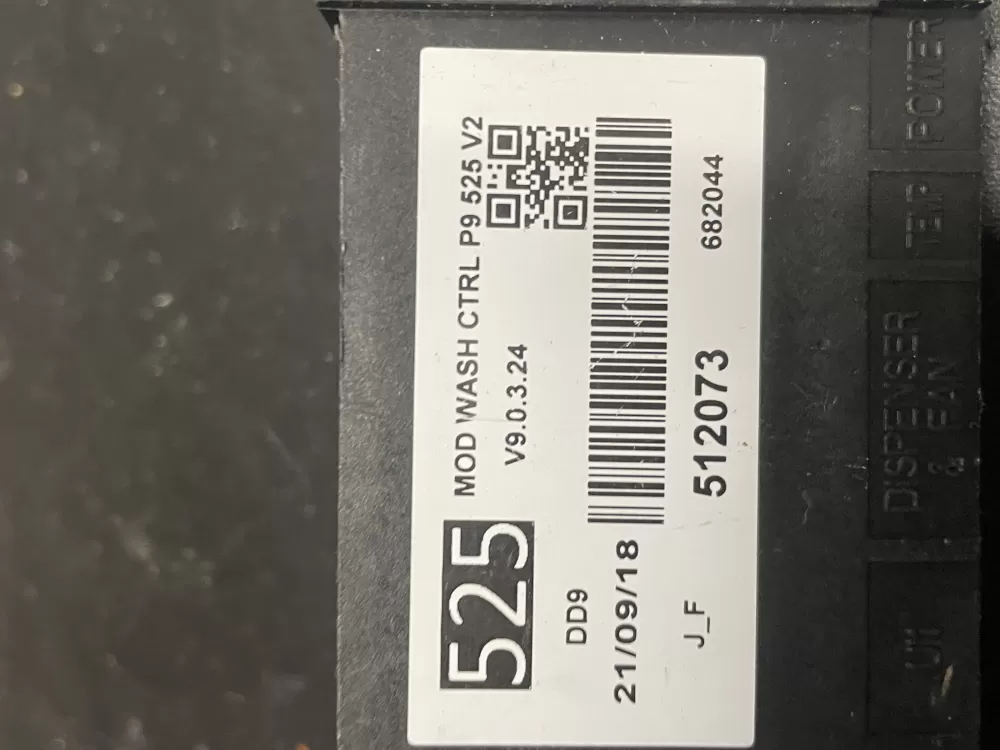 525
MOD WASH CTRL P9 525 V2
V9.0.3.24
DD9
21/09/18
J_F
512073
682044
DISPENSER
& FAN
TEMP
POWER